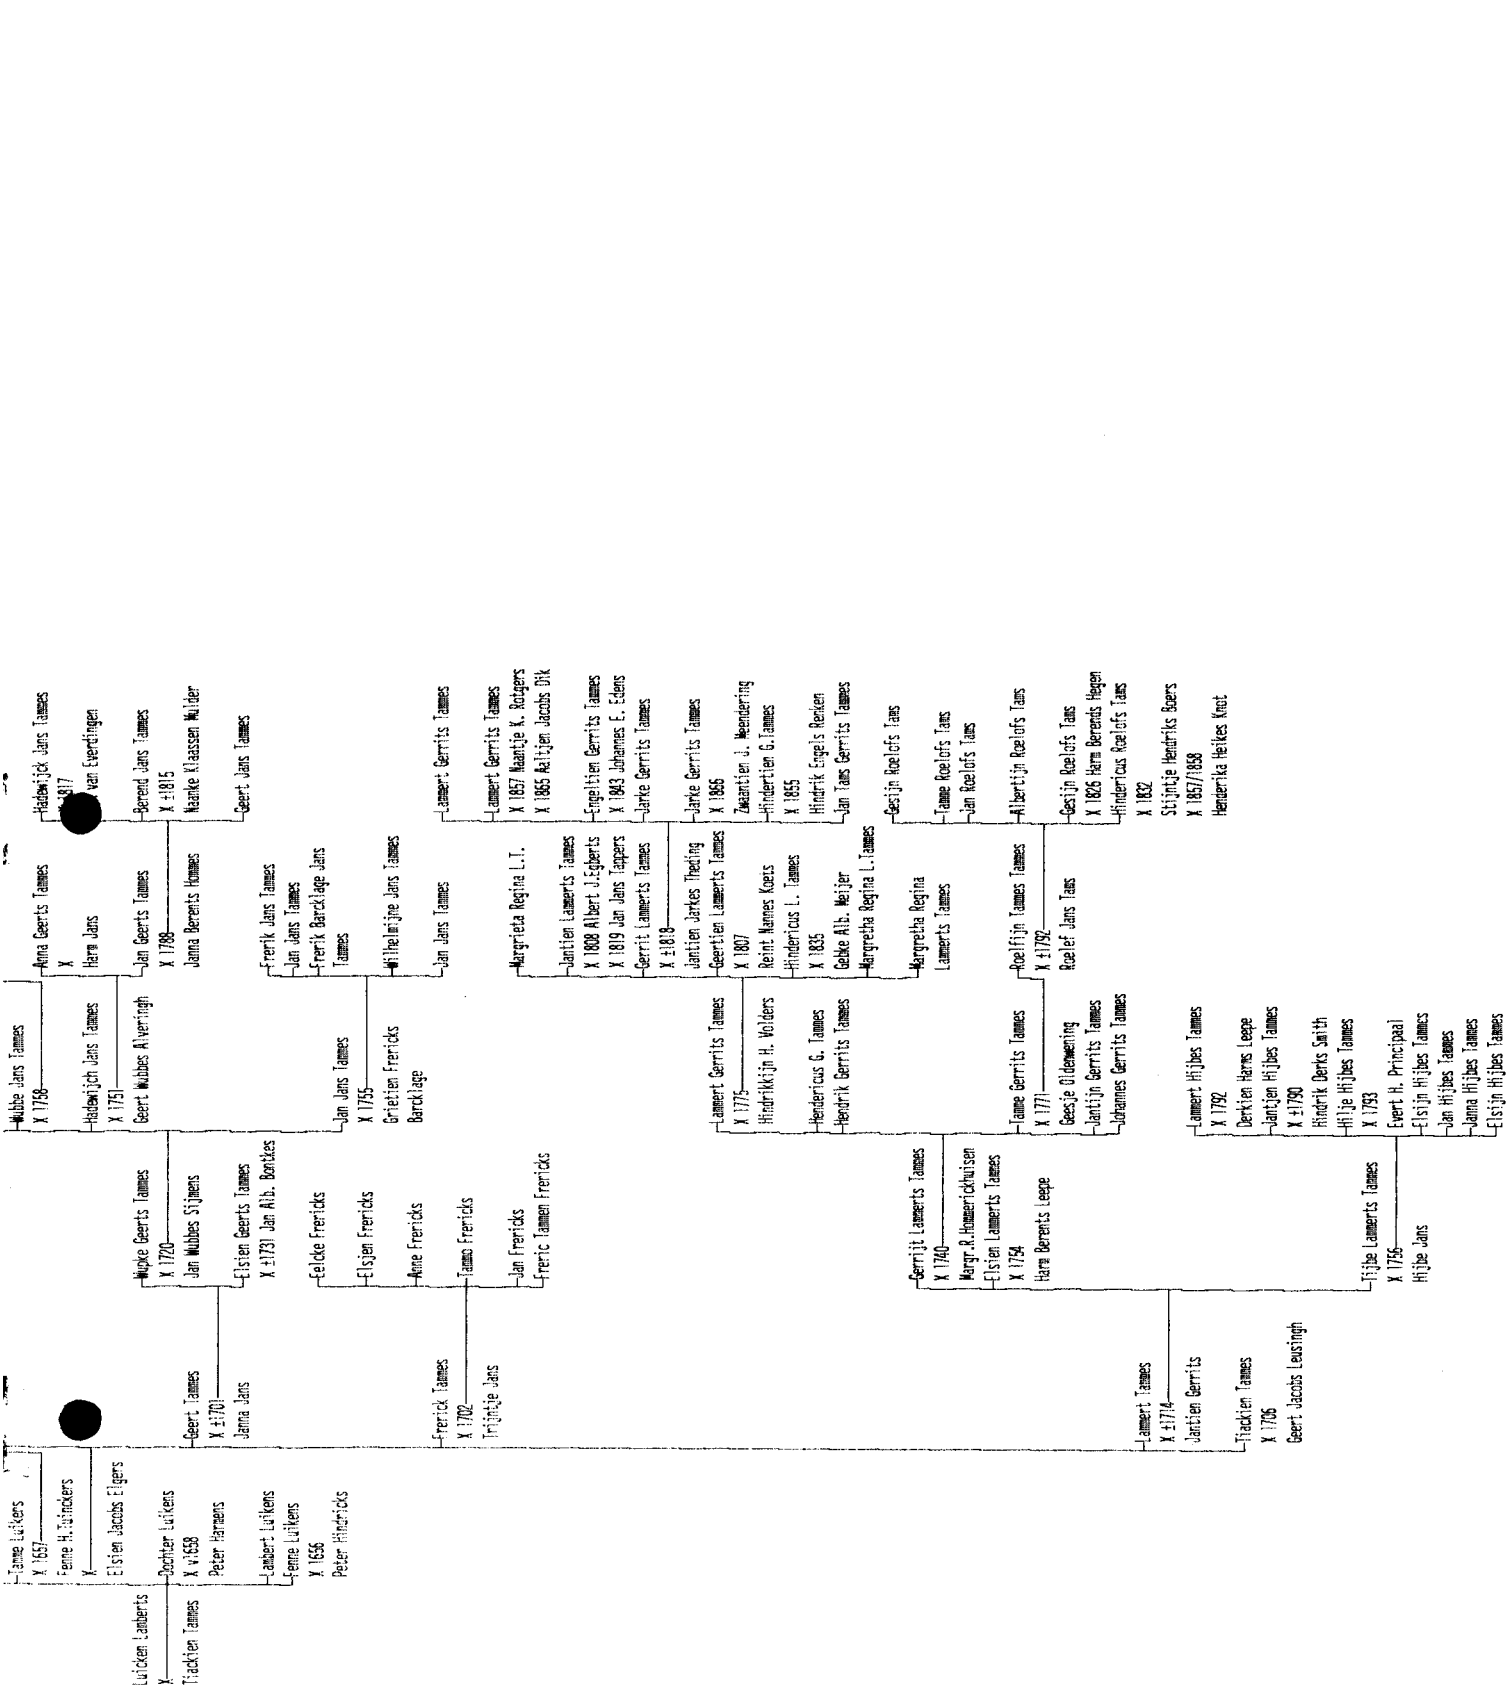 Luicken Lamberts
X
Tiackien Tammes
Tamme Luikers
X 1657
Fenne H.Tuinckers
X
Elsien Jacobs Elgers
Dochter Luikens
X v1658
Peter Harmens
Lambert Luikens
Fenne Luikens
X 1656
Peter Hindricks
Geert Tammes
X ±1701
Janna Jans
Frerick Tammes
X 1702
Trijntje Jans
Lammert Tammes
X ±1714
Jantien Gerrits
Tiackien Tammes
X 1706
Geert Jacobs Leusingh
Wupke Geerts Tammes
X 1720
Jan Wubbes Sijmens
Elsien Geerts Tammes
X ±1731 Jan Alb. Bontkes
Eelcke Frericks
Elsjen Frericks
Anne Frericks
Tammo Frericks
Jan Frericks
Freric Tammen Frericks
Gerrijt Lammerts Tammes
X 1740
Margr.R.Hommerickhuisen
Elsien Lammerts Tammes
X 1754
Harm Berents Leepe
Tijbe Lammerts Tammes
X 1756
Hijbe Jans
Wubbe Jans Tammes
X 1758
Hadewijch Jans Tammes
X 1751
Geert Wubbes Alveringh
Jan Jans Tammes
X 1755
Grietien Frericks
Barcklage
Lammert Gerrits Tammes
X 1775
Hindrikkijn H. Wolders
Hendericus G. Tammes
Hendrik Gerrits Tammes
Tamme Gerrits Tammes
X 1771
Geesje Oldenwening
Jantijn Gerrits Tammes
Johannes Gerrits Tammes
Lammert Hijbes Tammes
X 1792
Derkien Harms Leepe
Jantjen Hijbes Tammes
X ±1790
Hindrik Derks Smith
Hilje Hijbes Tammes
X 1793
Evert H. Principaal
Elsijn Hijbes Tammes
Jan Hijbes Tammes
Janna Hijbes Tammes
Elsijn Hijbes Tammes
Anna Geerts Tammes
X
Harm Jans
Jan Geerts Tammes
X 1788
Janna Berents Hommes
Frerik Jans Tammes
Jan Jans Tammes
Frerik Barcklage Jans
Tammes
Wilhelmijne Jans Tammes
Jan Jans Tammes
Margrieta Regina L.T.
Jantien Lammerts Tammes
X 1808 Albert J.Egberts
X 1819 Jan Jans Tappers
Gerrit Lammerts Tammes
X ±1818
Jantien Jarkes Theding
Geertien Lammerts Tammes
X 1807
Reint Nannes Koets
Hindericus L. Tammes
X 1835
Gebke Alb. Meijer
Margretha Regina L.Tammes
Margretha Regina
Lammerts Tammes
Roelfijn Tammes Tammes
X ±1792
Roelef Jans Tams
Hadewijck Jans Tammes
1817
van Everdingen
Berend Jans Tammes
X ±1815
Naanke Klaassen Mulder
Geert Jans Tammes
Lammert Gerrits Tammes
Lammert Gerrits Tammes
X 1857 Naantje K. Rotgers
X 1865 Aaltjen Jacobs Dik
Engeltien Gerrits Tammes
X 1843 Johannes E. Edens
Jarke Gerrits Tammes
Jarke Gerrits Tammes
X 1866
Zwaantien J. Meendering
Hindertien G.Tammes
X 1855
Hindrik Engels Renken
Jan Tams Gerrits Tammes
Gesijn Roelofs Tams
Tamme Roelofs Tams
Jan Roelofs Tams
Albertijn Roelofs Tams
Gesijn Roelofs Tams
X 1826 Harm Berends Hegen
Hindericus Roelofs Tams
X 1832
Stijntje Hendriks Boers
X 1857/1858
Henderika Heikes Knot